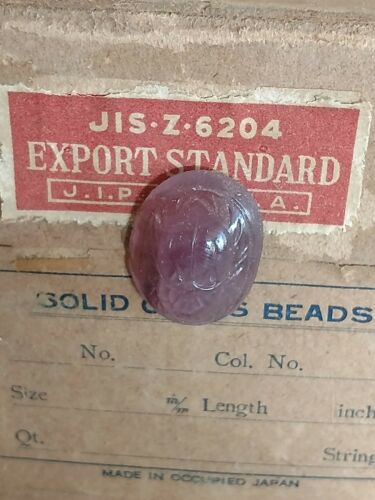 JIS·Z·6204
EXPORT STANDARD
J.I.P A.
SOLID BEADS
No. Col. No.
Size m/m Length inch
Qt. String
MADE IN OCCUPIED JAPAN